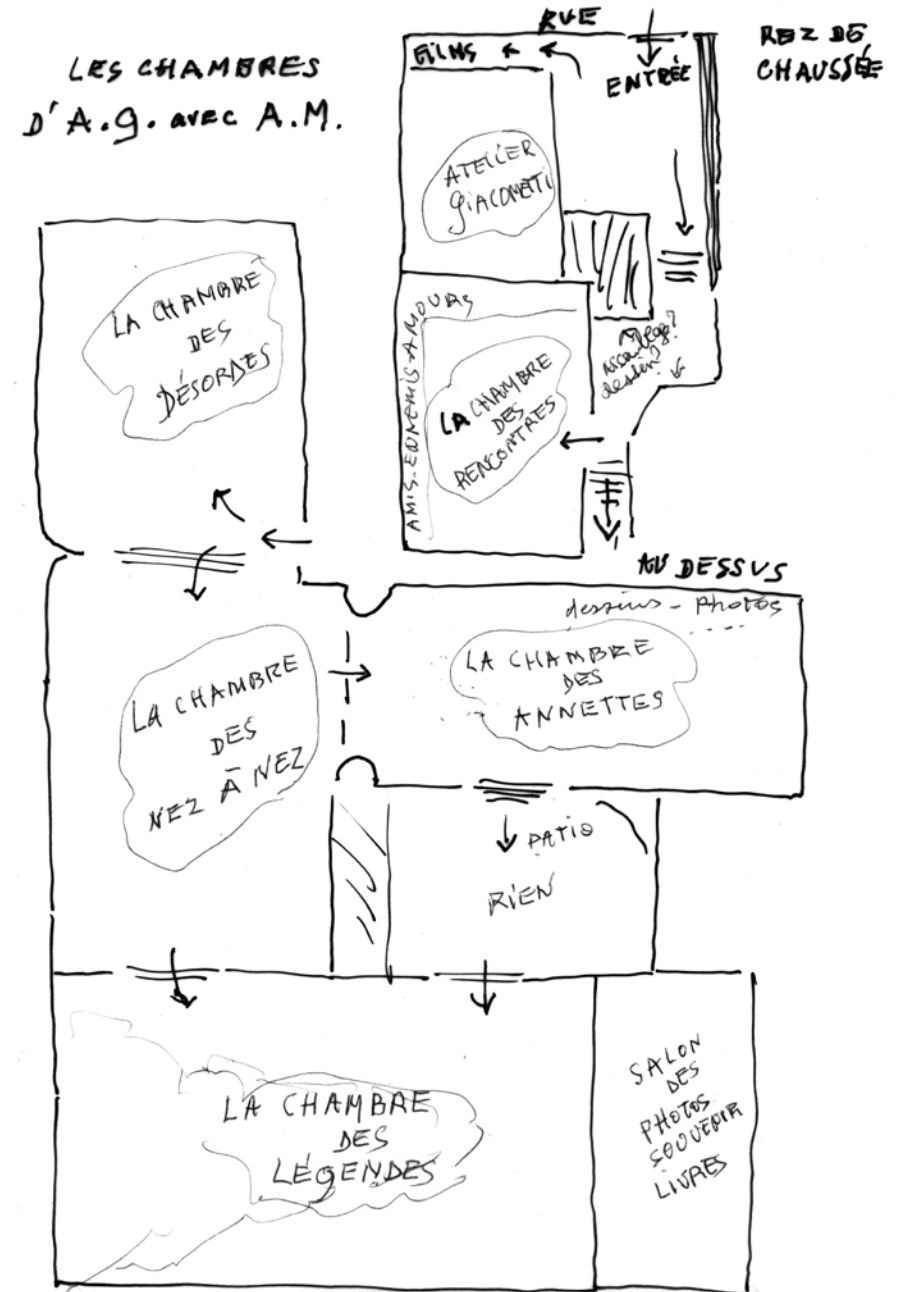 LES CHAMBRES
D'A.G. avec A.M.
RUE
REZ DE
CHAUSSÉE
FILMS
ENTRÉE
ATELIER
GIACOMETTI
AMIS-ENNEMIS-AMOURS
LA CHAMBRE
DES
RENCONTRES
dessin?
LA CHAMBRE
DES
DÉSORDES
AU DESSUS
dessins - Photos
LA CHAMBRE
DES
ANNETTES
LA CHAMBRE
DES
NEZ À NEZ
PATIO
RIEN
LA CHAMBRE
DES
LÉGENDES
SALON
DES
PHOTOS
SOUVENIR
LIVRES